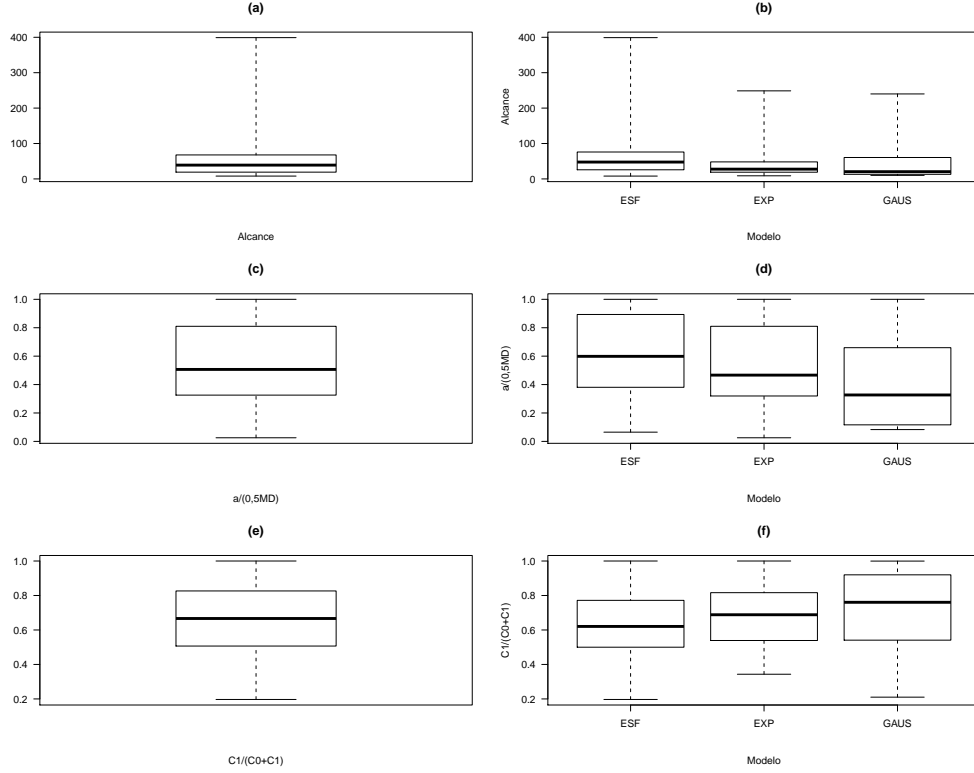 (a)
400
300
200
100
0
Alcance
(b)
Alcance
400
300
200
100
0
ESF EXP GAUS
Modelo
(c)
1.0
0.8
0.6
0.4
0.2
0.0
a/(0,5MD)
(d)
a/(0,5MD)
1.0
0.8
0.6
0.4
0.2
0.0
ESF EXP GAUS
Modelo
(e)
1.0
0.8
0.6
0.4
0.2
C1/(C0+C1)
(f)
C1/(C0+C1)
1.0
0.8
0.6
0.4
0.2
ESF EXP GAUS
Modelo